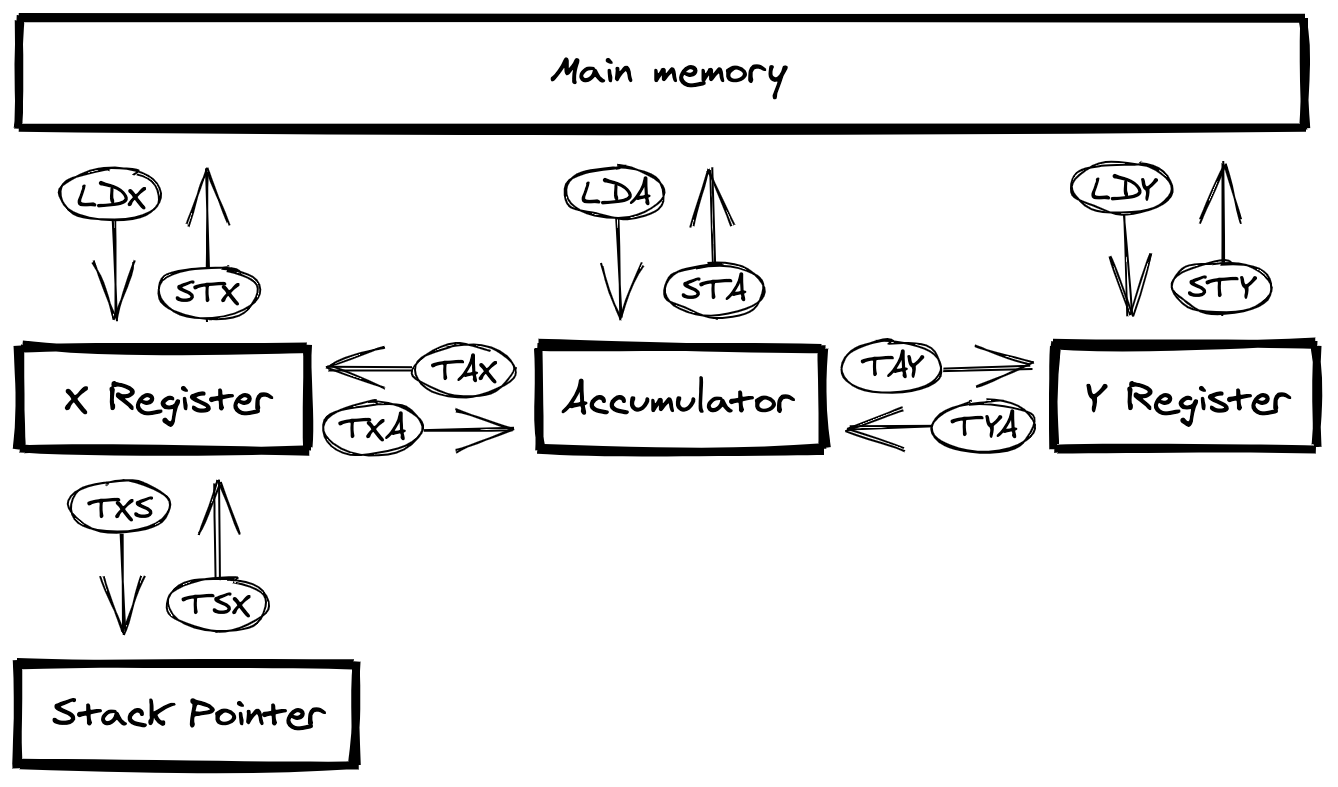 Main memory
LDX
STX
LDA
STA
LDY
STY
X Register
TAX
TXA
Accumulator
TAY
TYA
Y Register
TXS
TSX
Stack Pointer